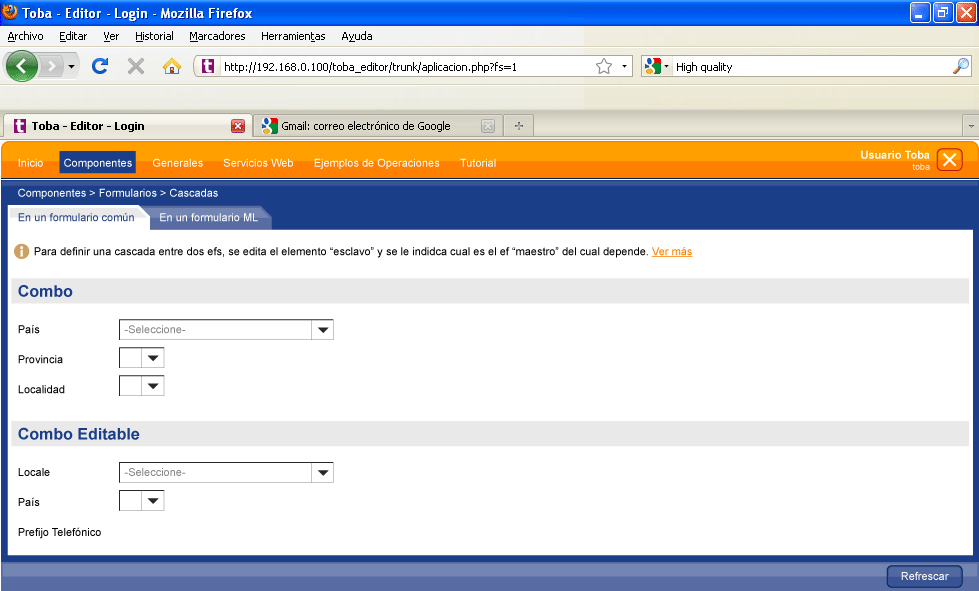 Toba - Editor - Login - Mozilla Firefox
Archivo Editar Ver Historial Marcadores Herramientas Ayuda
http://192.168.0.100/toba_editor/trunk/aplicacion.php?fs=1 High quality
Toba - Editor - Login Gmail: correo electrónico de Google
Inicio Componentes Generales Servicios Web Ejemplos de Operaciones Tutorial Usuario Toba
toba
Componentes > Formularios > Cascadas
En un formulario común En un formulario ML
Para definir una cascada entre dos efs, se edita el elemento “esclavo” y se le indidca cual es el ef “maestro” del cual depende. Ver más
Combo
País -Seleccione-
Provincia
Localidad
Combo Editable
Locale -Seleccione-
País
Prefijo Telefónico
Refrescar